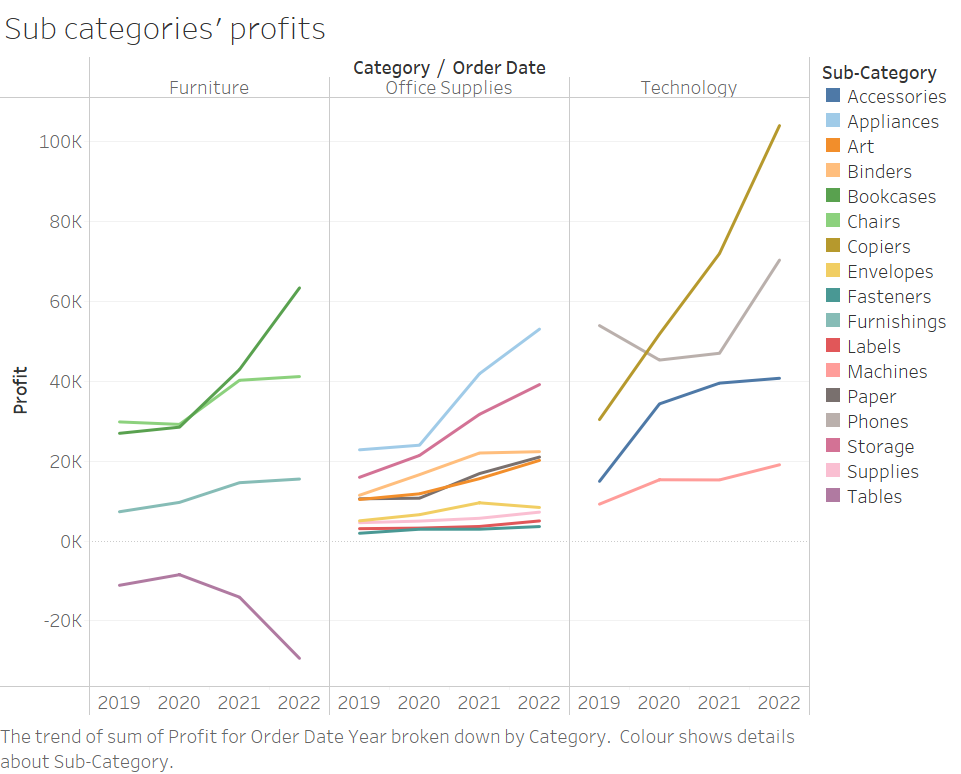 Sub categories' profits
Category / Order Date
Furniture
Office Supplies
Technology
Sub-Category
Accessories
Appliances
Art
Binders
Bookcases
Chairs
Copiers
Envelopes
Fasteners
Furnishings
Labels
Machines
Paper
Phones
Storage
Supplies
Tables
Profit
100K
80K
60K
40K
20K
0K
-20K
2019 2020 2021 2022 2019 2020 2021 2022 2019 2020 2021 2022
The trend of sum of Profit for Order Date Year broken down by Category. Colour shows details
about Sub-Category.